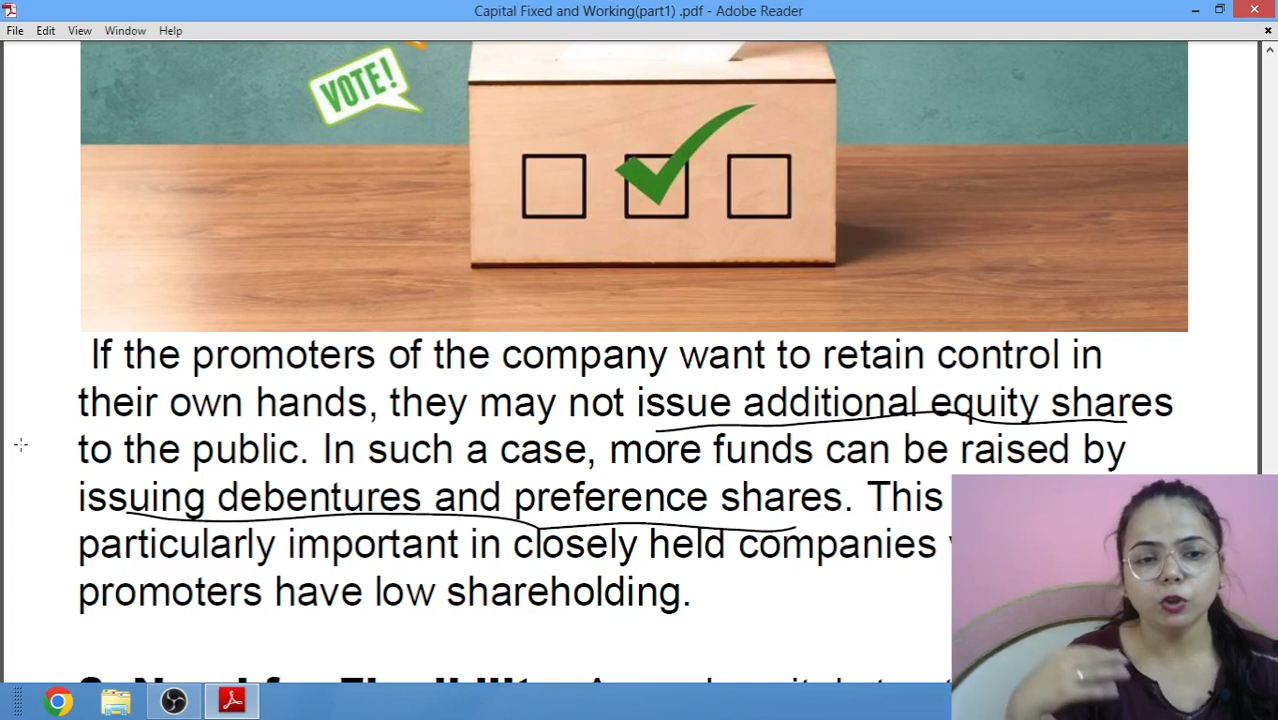 Capital Fixed and Working(part1) .pdf - Adobe Reader
File Edit View Window Help
VOTE!
If the promoters of the company want to retain control in
their own hands, they may not issue additional equity shares
to the public. In such a case, more funds can be raised by
issuing debentures and preference shares. This
particularly important in closely held companies
promoters have low shareholding.